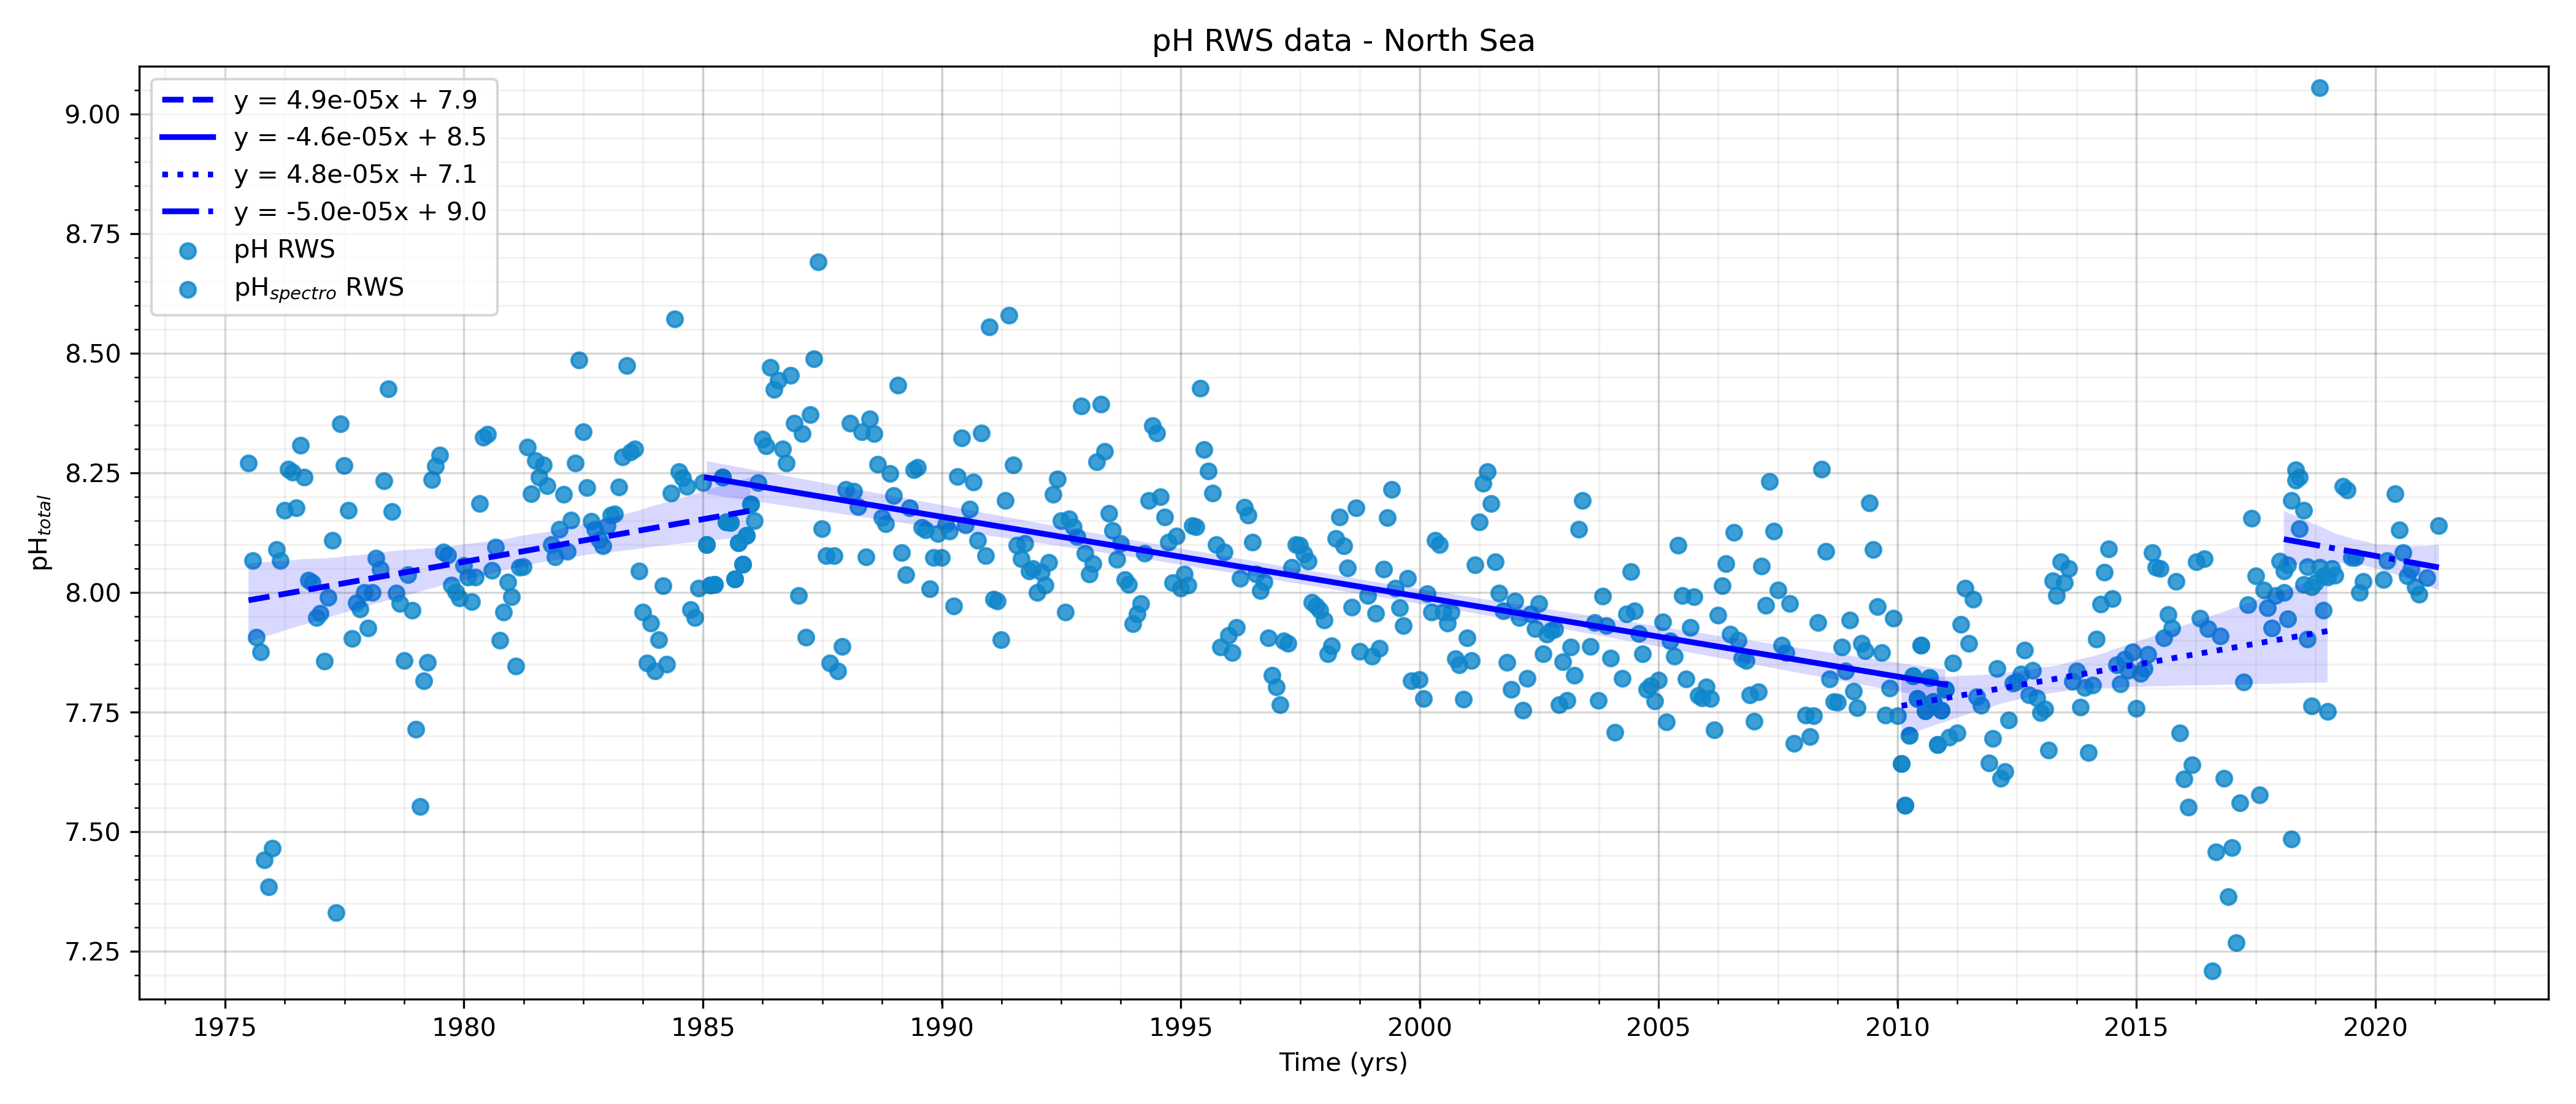 pH RWS data - North Sea
y = 4.9e-05x + 7.9
y = -4.6e-05x + 8.5
y = 4.8e-05x + 7.1
y = -5.0e-05x + 9.0
pH RWS
pHspectro RWS
9.00
8.75
8.50
8.25
8.00
7.75
7.50
7.25
pHtotal
1975 1980 1985 1990 1995 2000 2005 2010 2015 2020
Time (yrs)